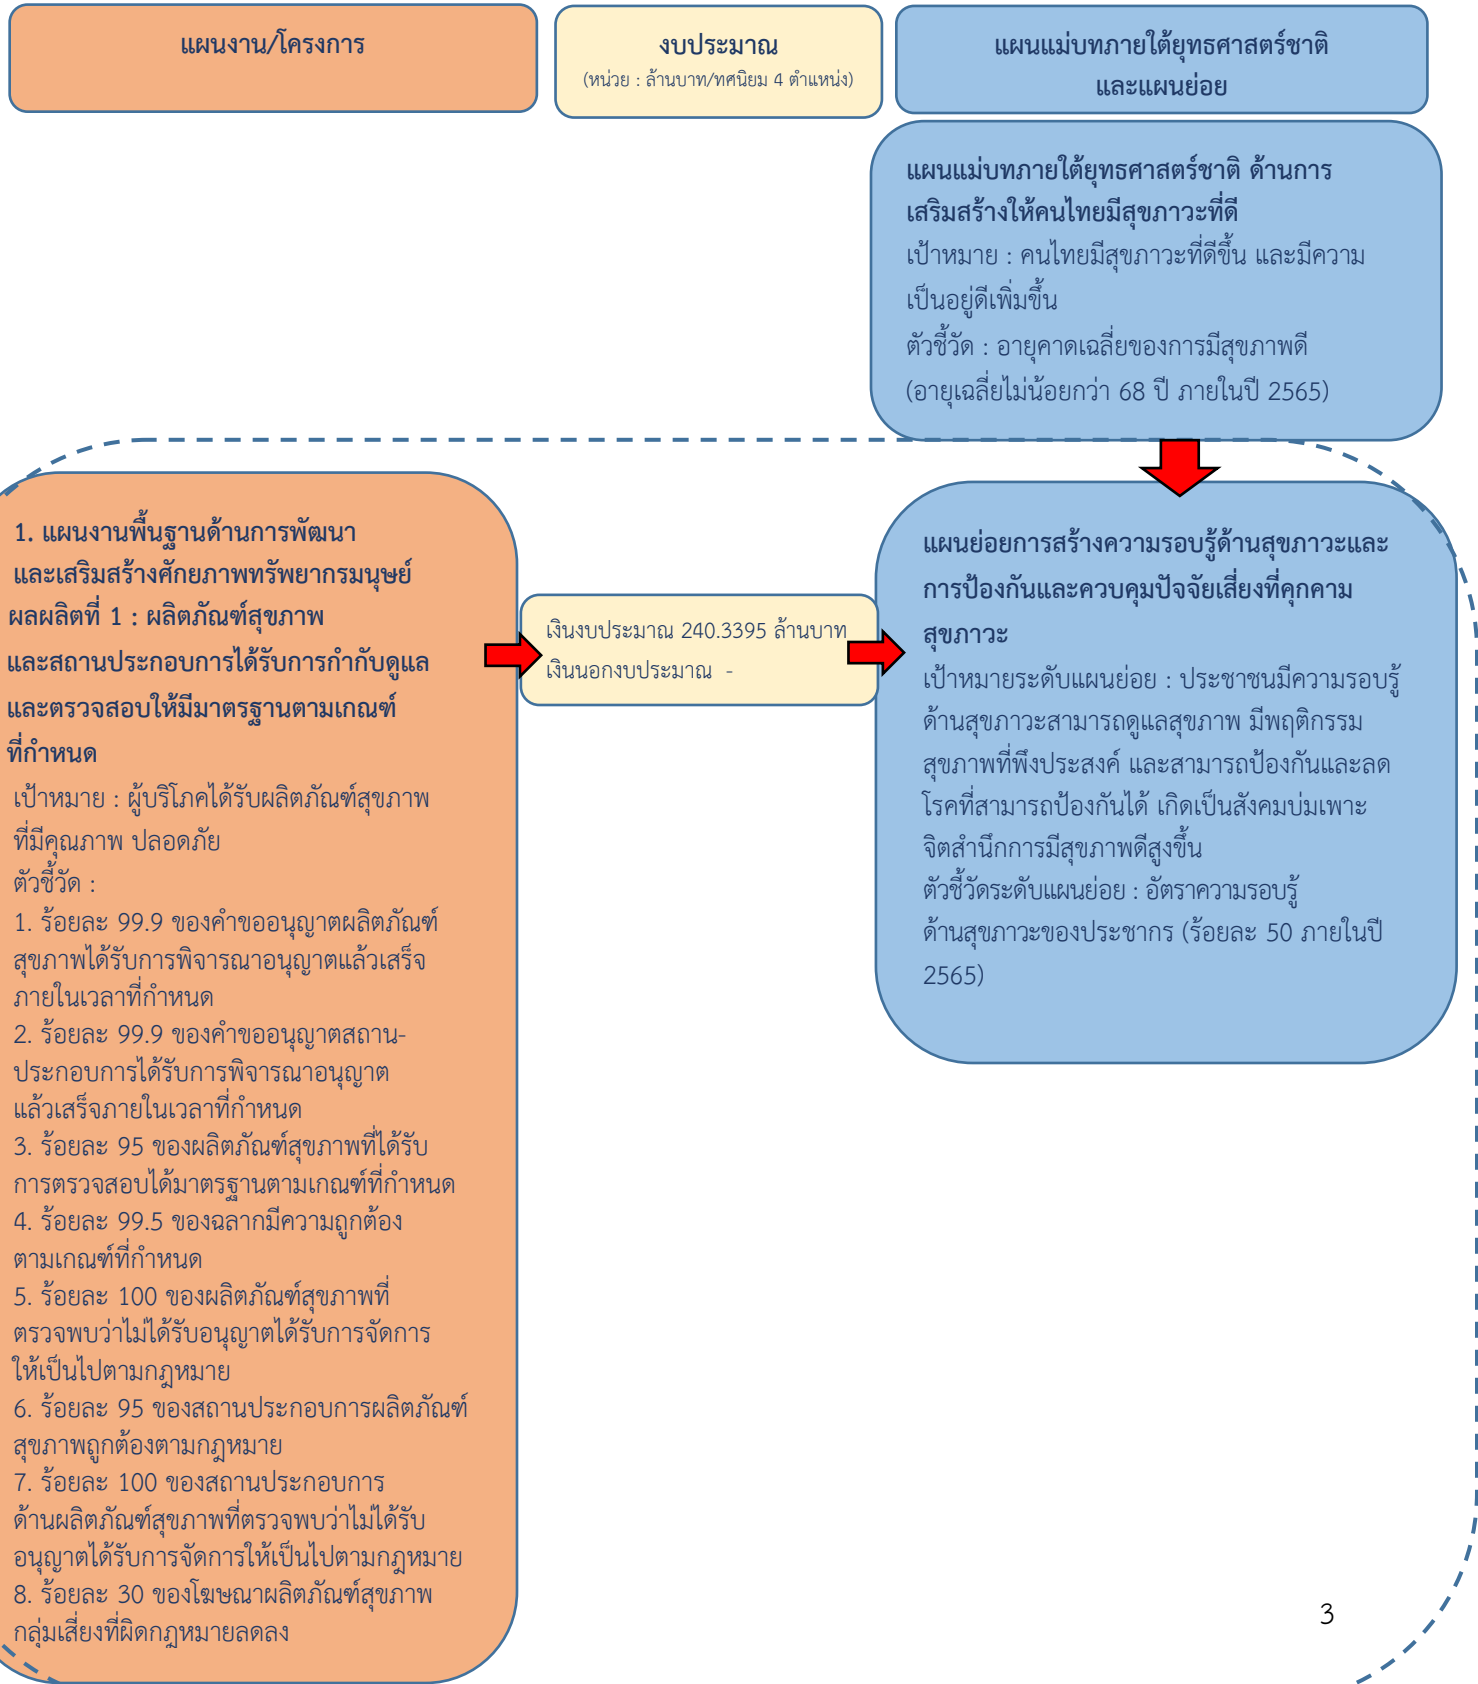 แผนงาน/โครงการ
งบประมาณ
(หน่วย : ล้านบาท/ทศนิยม 4 ตำแหน่ง)
แผนแม่บทภายใต้ยุทธศาสตร์ชาติ
และแผนย่อย
แผนแม่บทภายใต้ยุทธศาสตร์ชาติ ด้านการ
เสริมสร้างให้คนไทยมีสุขภาวะที่ดี
เป้าหมาย : คนไทยมีสุขภาวะที่ดีขึ้น และมีความ
เป็นอยู่ดีเพิ่มขึ้น
ตัวชี้วัด : อายุคาดเฉลี่ยของการมีสุขภาพดี
(อายุเฉลี่ยไม่น้อยกว่า 68 ปี ภายในปี 2565)
1. แผนงานพื้นฐานด้านการพัฒนา
และเสริมสร้างศักยภาพทรัพยากรมนุษย์
ผลผลิตที่ 1 : ผลิตภัณฑ์สุขภาพ
และสถานประกอบการได้รับการกำกับดูแล
และตรวจสอบให้มีมาตรฐานตามเกณฑ์
ที่กำหนด
เป้าหมาย : ผู้บริโภคได้รับผลิตภัณฑ์สุขภาพ
ที่มีคุณภาพ ปลอดภัย
ตัวชี้วัด :
1. ร้อยละ 99.9 ของคำขออนุญาตผลิตภัณฑ์
สุขภาพได้รับการพิจารณาอนุญาตแล้วเสร็จ
ภายในเวลาที่กำหนด
2. ร้อยละ 99.9 ของคำขออนุญาตสถาน-
ประกอบการได้รับการพิจารณาอนุญาต
แล้วเสร็จภายในเวลาที่กำหนด
3. ร้อยละ 95 ของผลิตภัณฑ์สุขภาพที่ได้รับ
การตรวจสอบได้มาตรฐานตามเกณฑ์ที่กำหนด
4. ร้อยละ 99.5 ของฉลากมีความถูกต้อง
ตามเกณฑ์ที่กำหนด
5. ร้อยละ 100 ของผลิตภัณฑ์สุขภาพที่
ตรวจพบว่าไม่ได้รับอนุญาตได้รับการจัดการ
ให้เป็นไปตามกฎหมาย
6. ร้อยละ 95 ของสถานประกอบการผลิตภัณฑ์
สุขภาพถูกต้องตามกฎหมาย
7. ร้อยละ 100 ของสถานประกอบการ
ด้านผลิตภัณฑ์สุขภาพที่ตรวจพบว่าไม่ได้รับ
อนุญาตได้รับการจัดการให้เป็นไปตามกฎหมาย
8. ร้อยละ 30 ของโฆษณาผลิตภัณฑ์สุขภาพ
กลุ่มเสี่ยงที่ผิดกฎหมายลดลง
เงินงบประมาณ 240.3395 ล้านบาท
เงินนอกงบประมาณ -
แผนย่อยการสร้างความรอบรู้ด้านสุขภาวะและ
การป้องกันและควบคุมปัจจัยเสี่ยงที่คุกคาม
สุขภาวะ
เป้าหมายระดับแผนย่อย : ประชาชนมีความรอบรู้
ด้านสุขภาวะสามารถดูแลสุขภาพ มีพฤติกรรม
สุขภาพที่พึงประสงค์ และสามารถป้องกันและลด
โรคที่สามารถป้องกันได้ เกิดเป็นสังคมบ่มเพาะ
จิตสำนึกการมีสุขภาพดีสูงขึ้น
ตัวชี้วัดระดับแผนย่อย : อัตราความรอบรู้
ด้านสุขภาวะของประชากร (ร้อยละ 50 ภายในปี
2565)
3